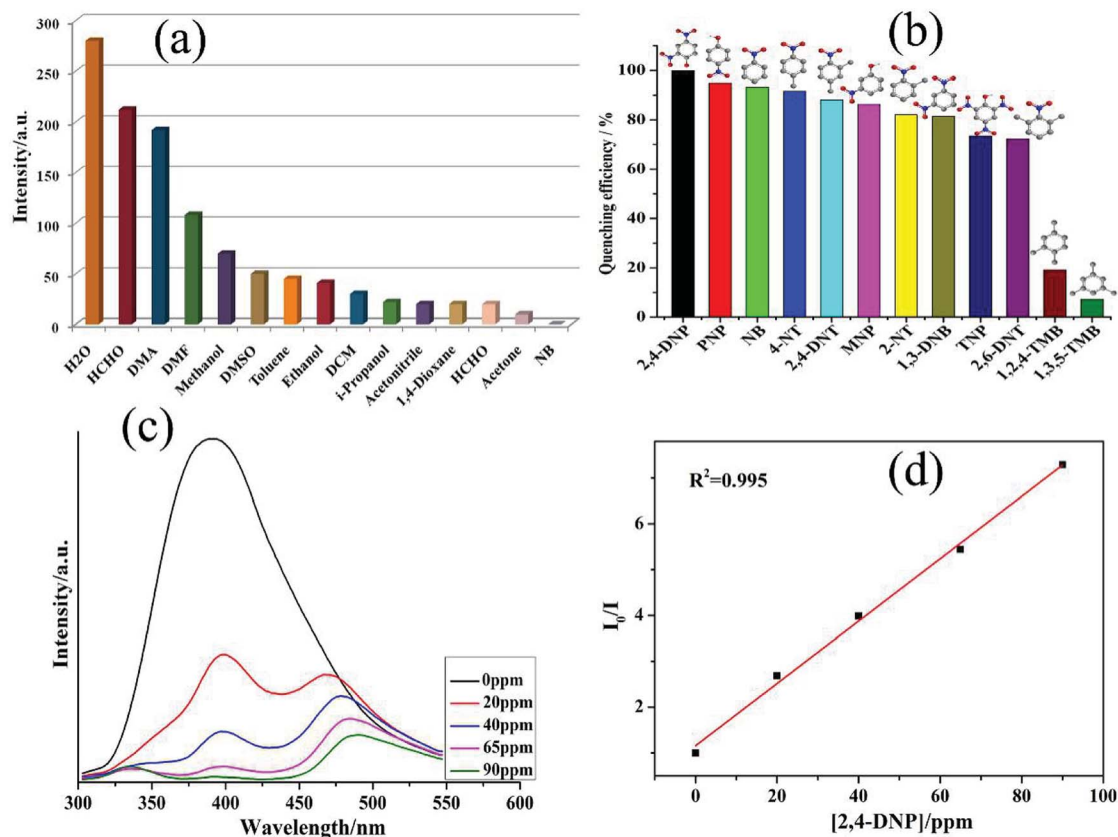 (a)
Intensity/a.u.
300
250
200
150
100
50
0
H2O
HCHO
DMA
DMF
Methanol
DMSO
Toluene
Ethanol
DCM
i-Propanol
Acetonitrile
1,4-Dioxane
HCHO
Acetone
NB
(b)
Quenching efficiency / %
100
80
60
40
20
0
2,4-DNP
PNP
NB
4-NT
2,4-DNT
MNP
2-NT
1,3-DNB
TNP
2,6-DNT
1,2,4-TMB
1,3,5-TMB
(c)
Intensity/a.u.
0ppm
20ppm
40ppm
65ppm
90ppm
300 350 400 450 500 550 600
Wavelength/nm
(d)
R²=0.995
I₀/I
6
4
2
0 20 40 60 80 100
[2,4-DNP]/ppm